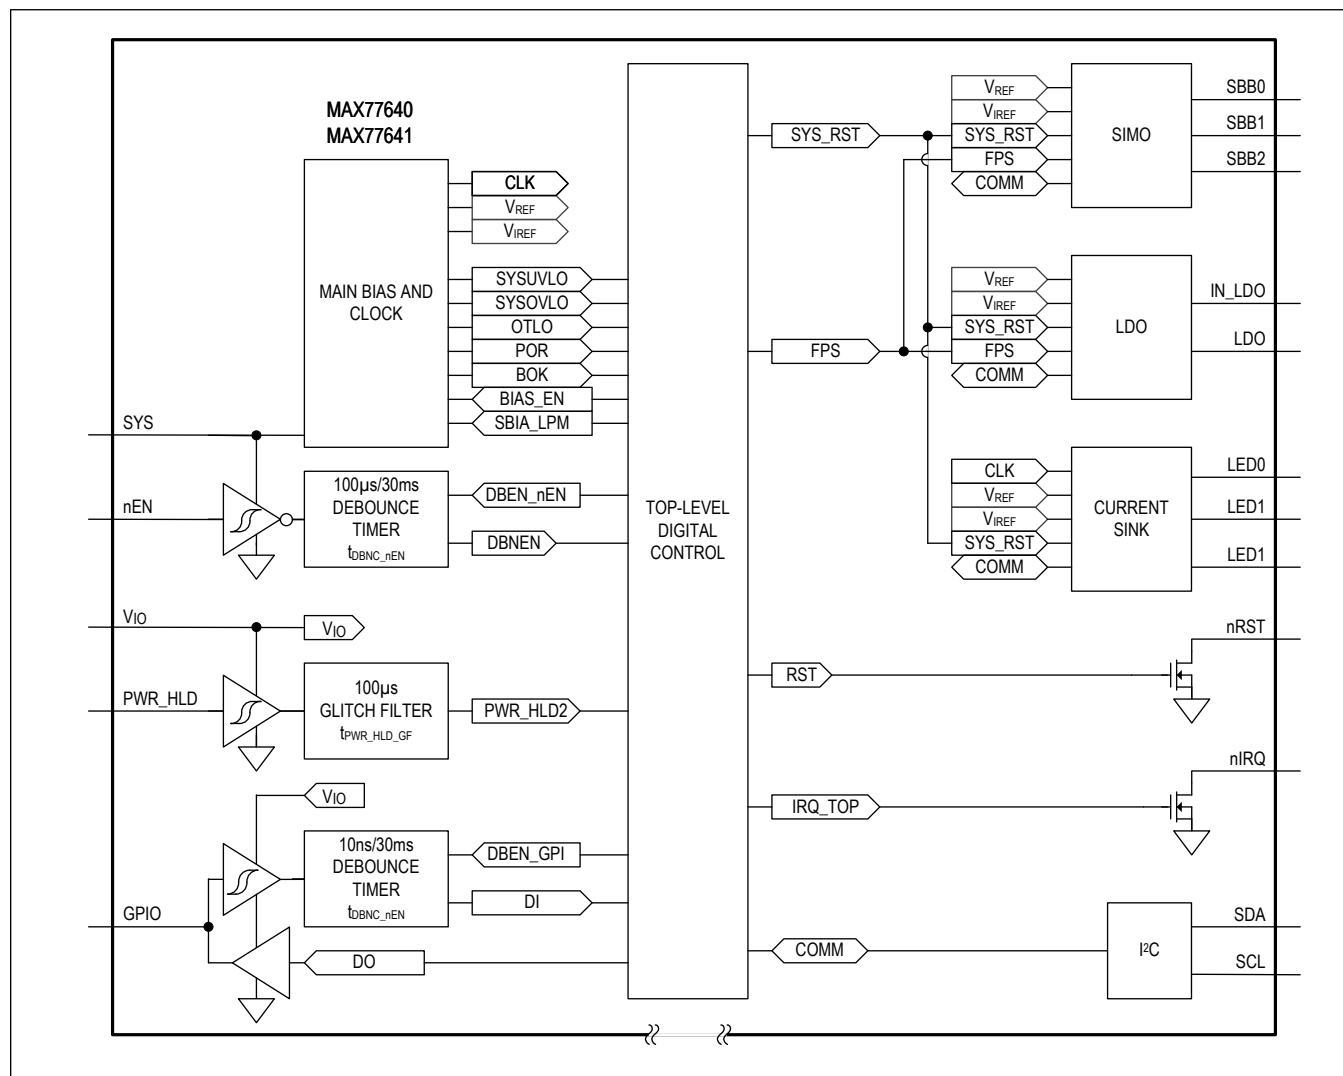 MAX77640
MAX77641
MAIN BIAS AND
CLOCK
CLK
VREF
VIREF
SYSUVLO
SYSOVLO
OTLO
POR
BOK
BIAS_EN
SBIA_LPM
SYS
nEN
100µs/30ms
DEBOUNCE
TIMER
tDBNC_nEN
DBEN_nEN
DBNEN
VIO
VIO
PWR_HLD
100µs
GLITCH FILTER
tPWR_HLD_GF
PWR_HLD2
VIO
10ns/30ms
DEBOUNCE
TIMER
tDBNC_nEN
DBEN_GPI
DI
GPIO
DO
TOP-LEVEL
DIGITAL
CONTROL
SYS_RST
FPS
RST
IRQ_TOP
COMM
VREF
VIREF
SYS_RST
FPS
COMM
SIMO
SBB0
SBB1
SBB2
VREF
VIREF
SYS_RST
FPS
COMM
LDO
IN_LDO
LDO
CLK
VREF
VIREF
SYS_RST
COMM
CURRENT
SINK
LED0
LED1
LED1
nRST
nIRQ
I²C
SDA
SCL